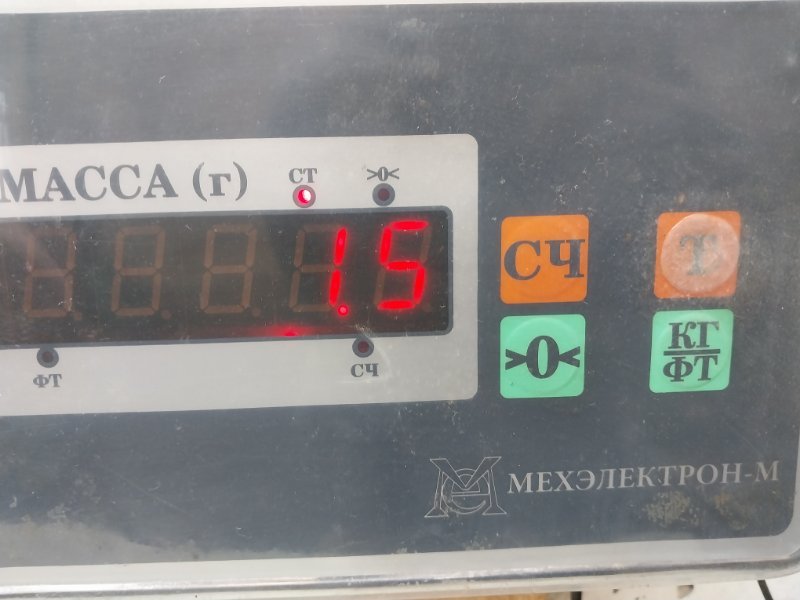 МАССА (г)
СТ
>0<
1.5
ФТ
СЧ
СЧ
Т
>0<
КГ
ФТ
МЕХЭЛЕКТРОН-М